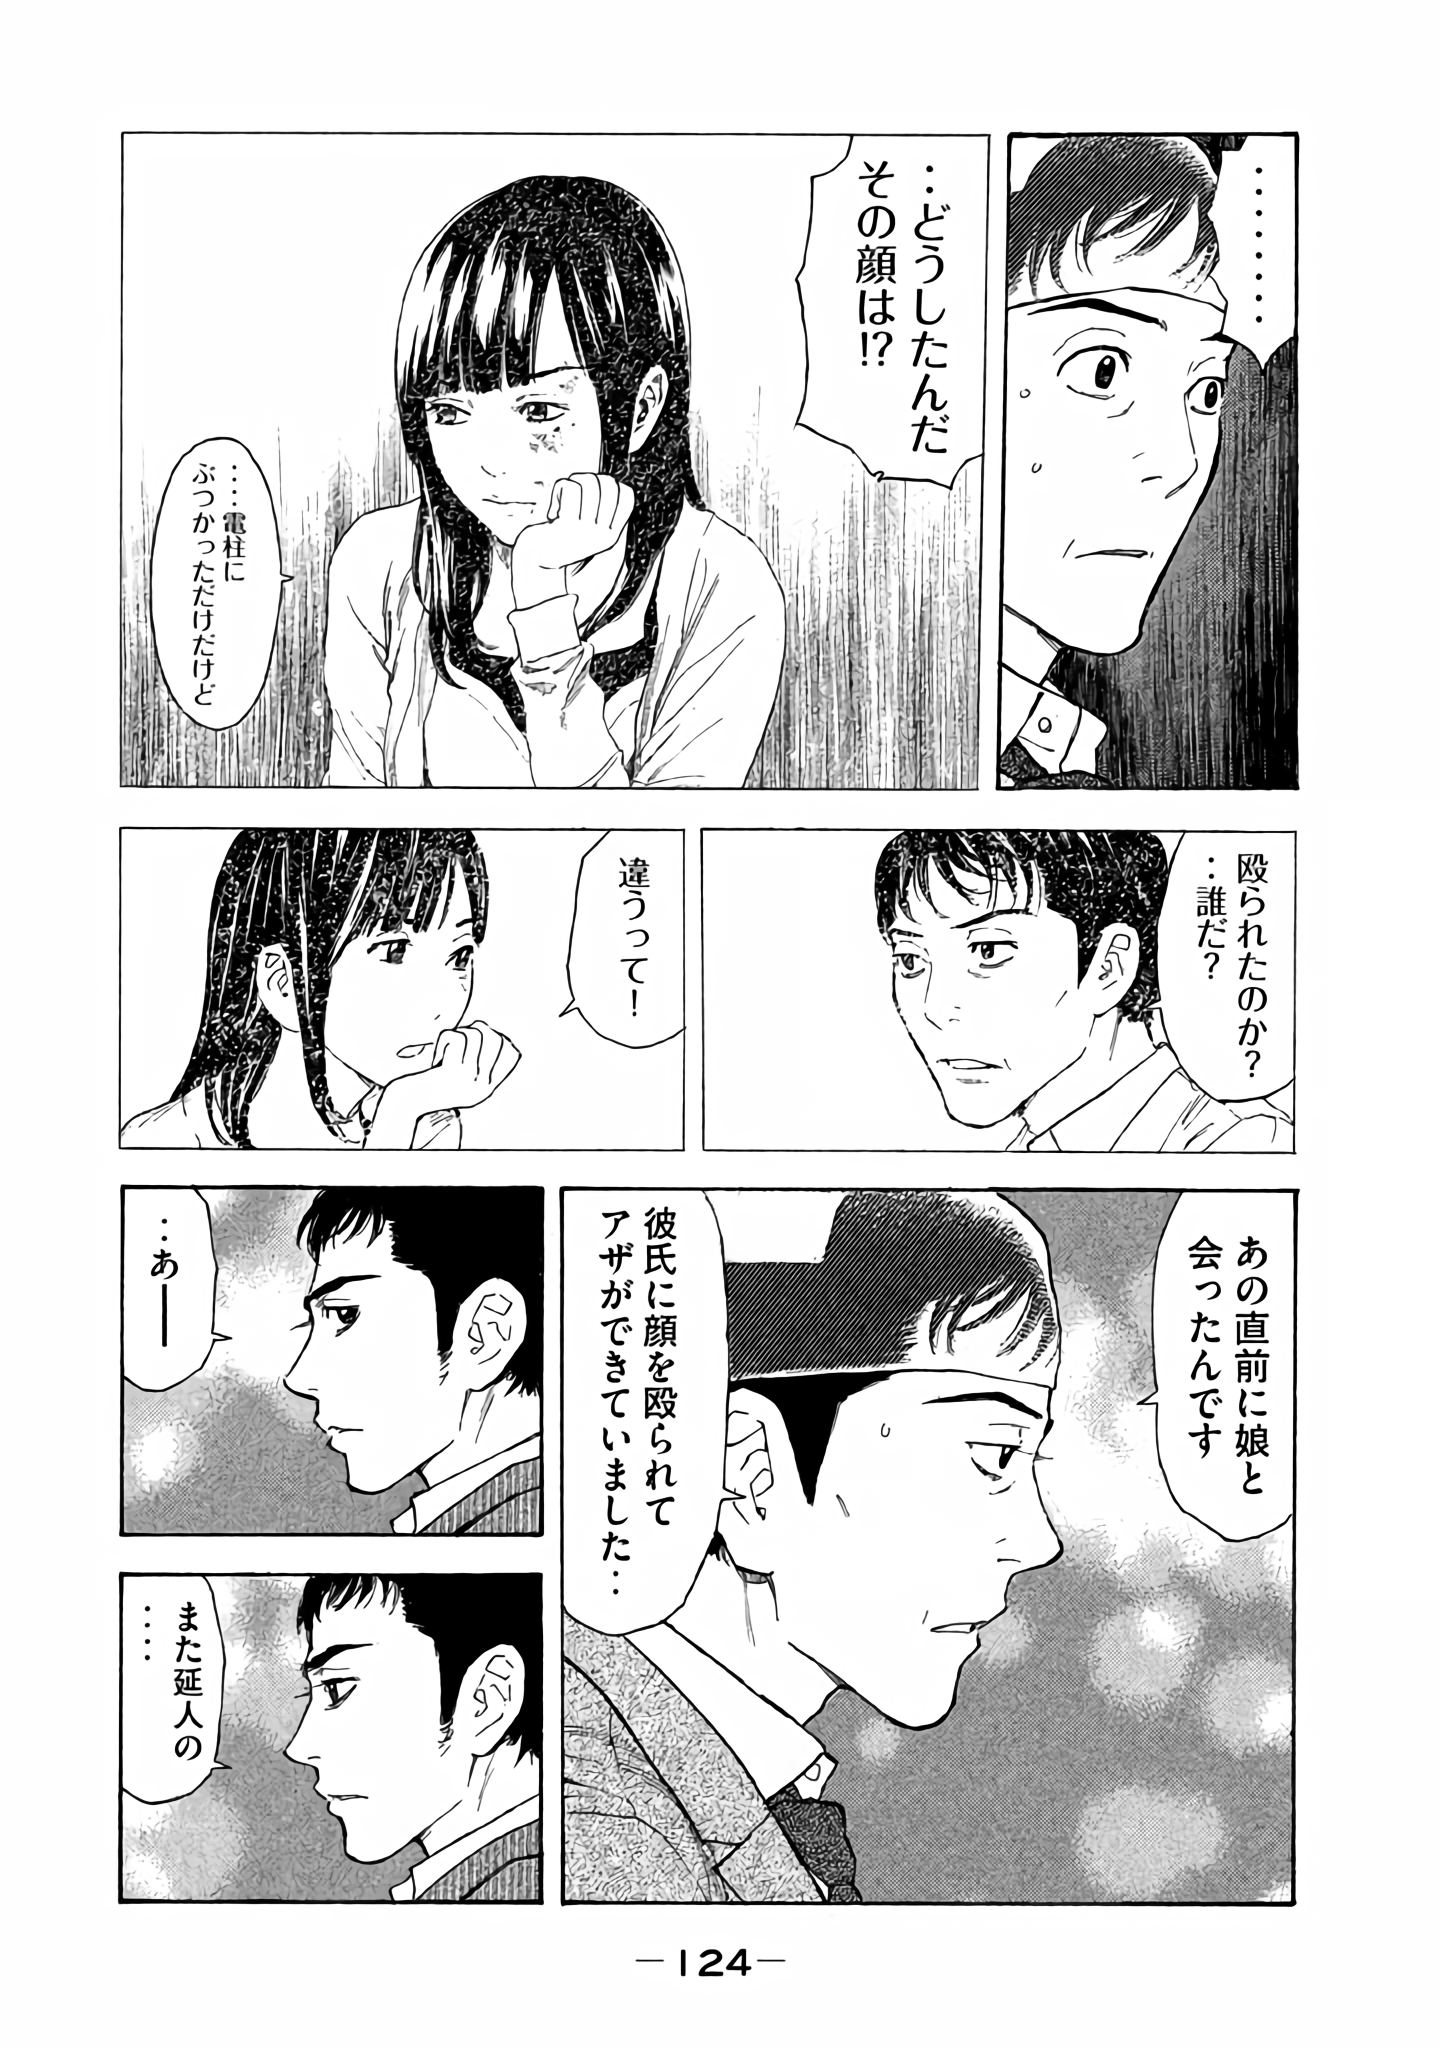 ‥‥‥‥
‥どうしたんだ
その顔は!?
‥‥電柱に
ぶつかっただけだけど
殴られたのか？
‥誰だ？
違うって！
あの直前に娘と
会ったんです
彼氏に顔を殴られて
アザができていました‥
‥あー
また延人の
‥‥
－124－